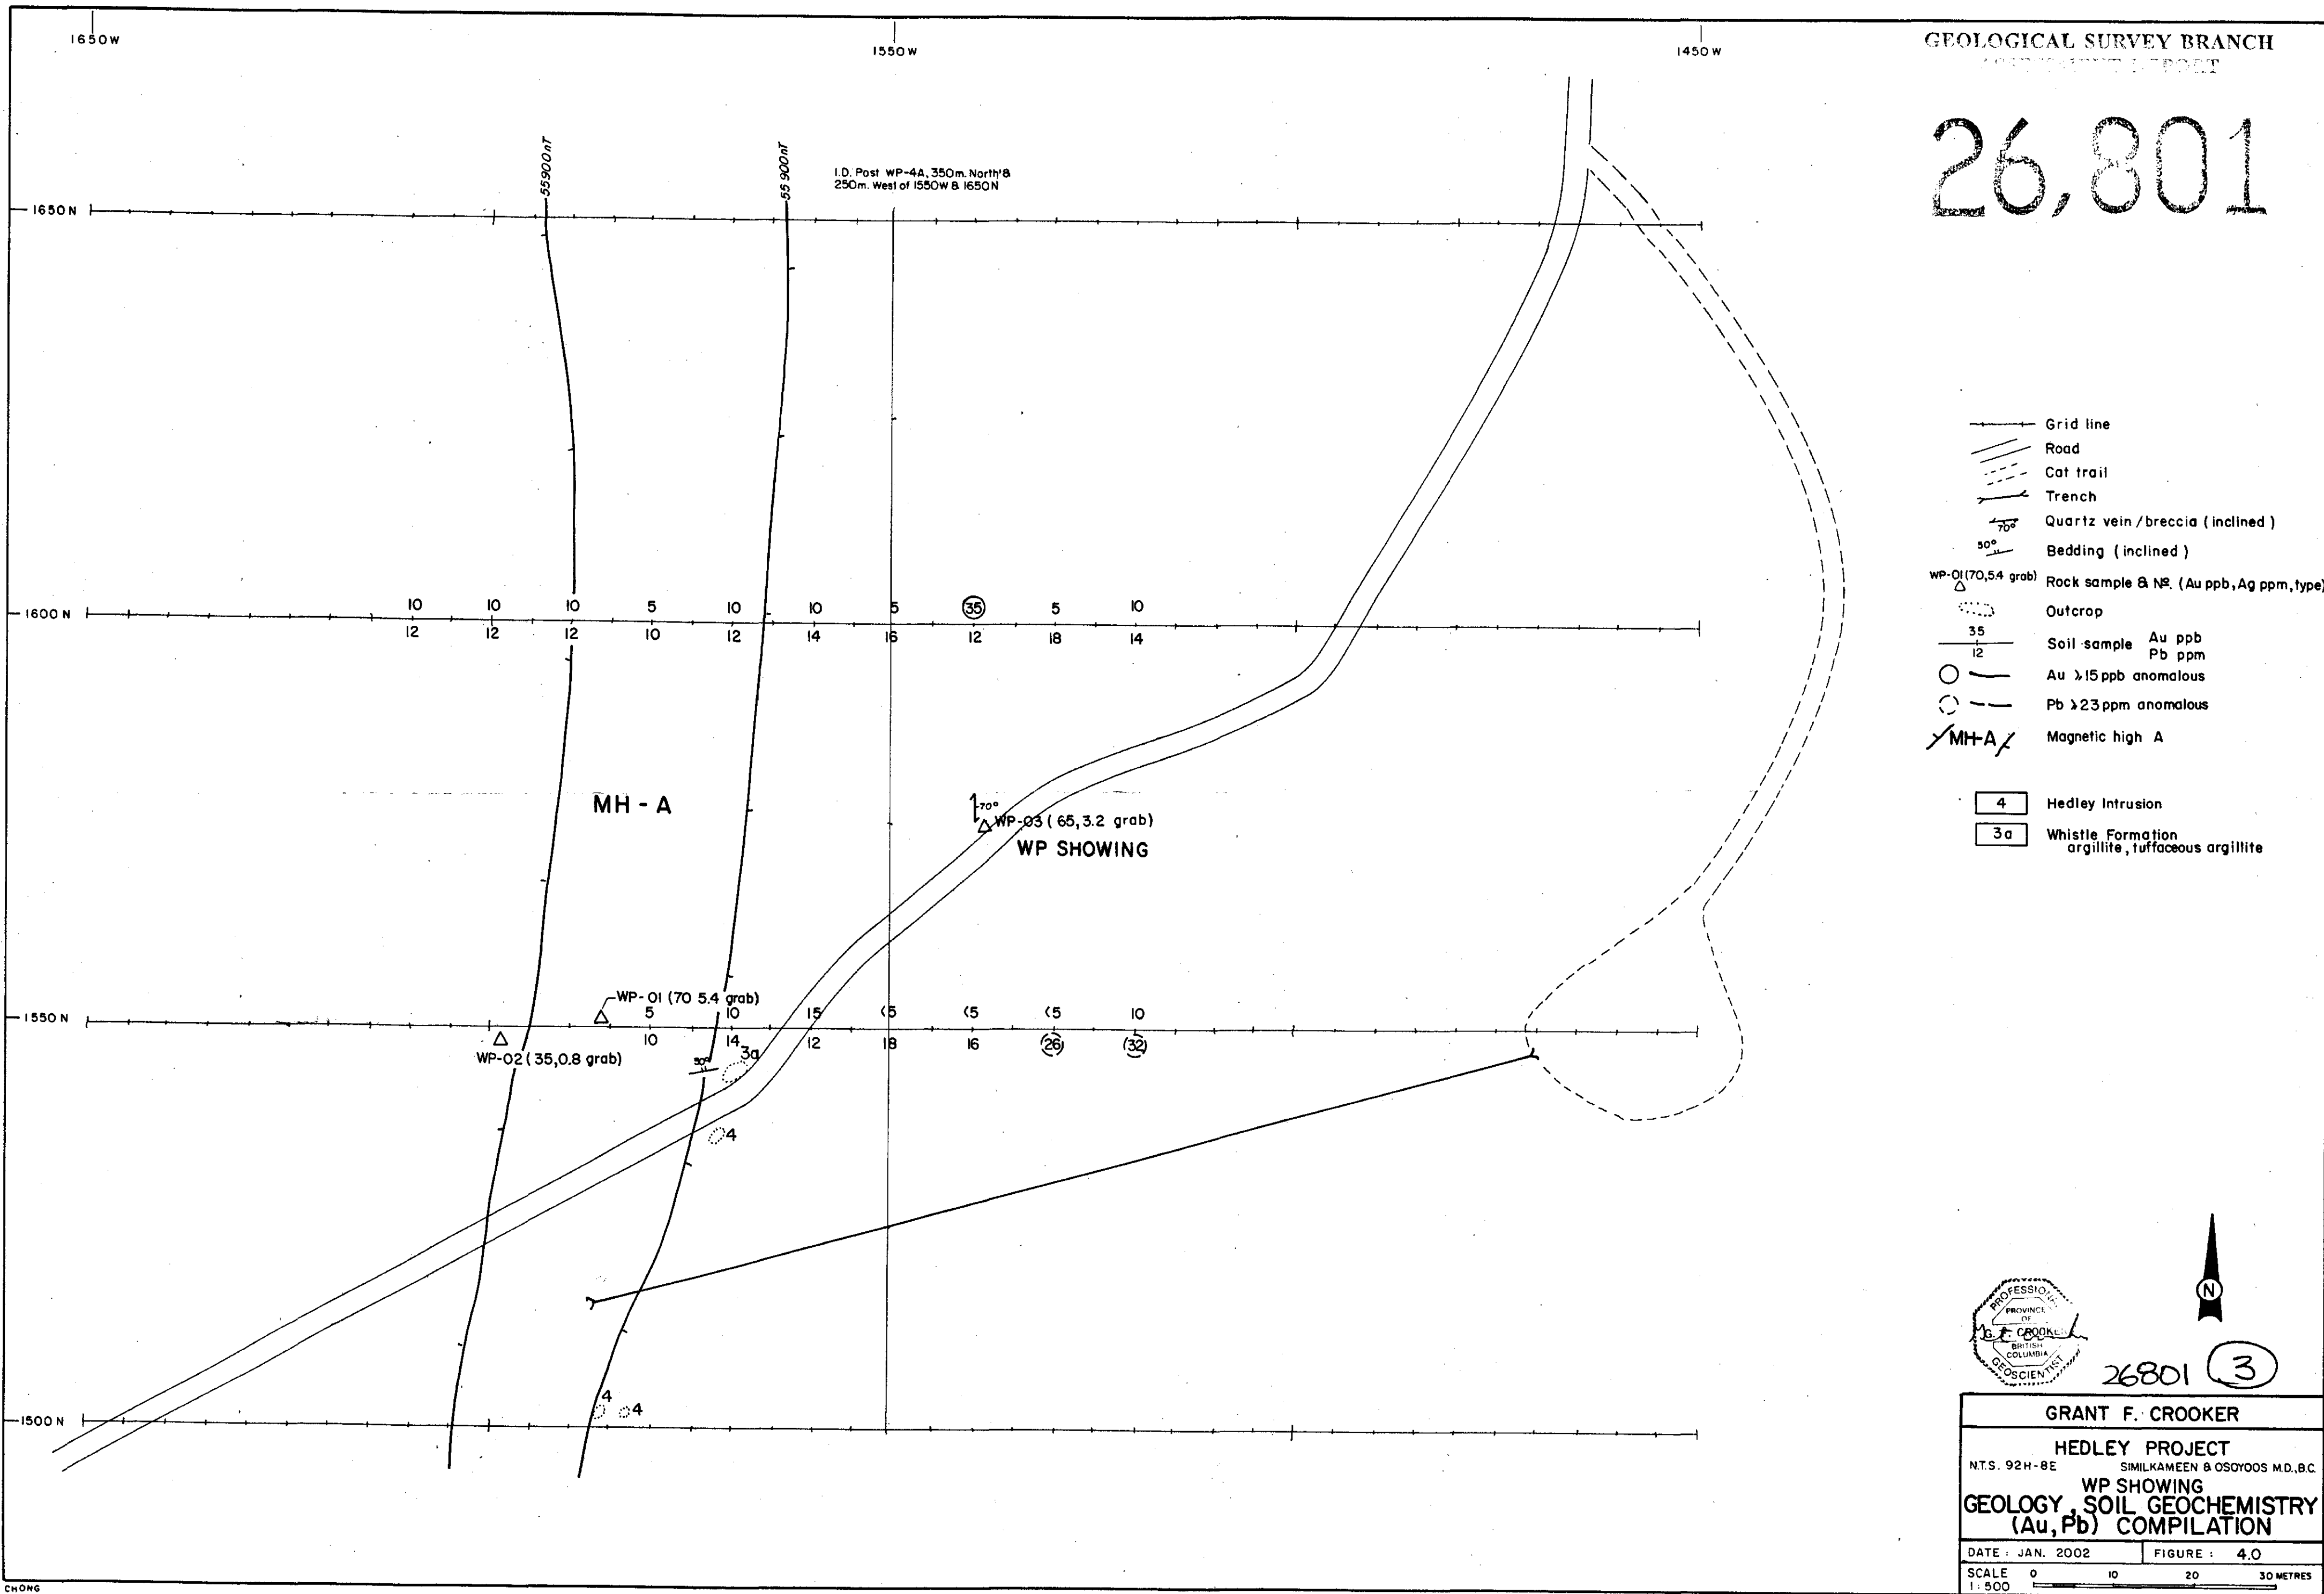 1650W
1550W
1450W
GEOLOGICAL SURVEY BRANCH
ASSESSMENT REPORT
26,801
55900nT
55900nT
I.D. Post WP-4A, 350m. North &
250m. West of 1550W & 1650N
1650N
Grid line
Road
Cat trail
Trench
70° Quartz vein/breccia (inclined)
50° Bedding (inclined)
WP-01(70,5.4 grab) Rock sample & Nº. (Au ppb, Ag ppm, type)
Outcrop
35
12
Soil sample Au ppb
Pb ppm
Au ⩾15 ppb anomalous
Pb ⩾23 ppm anomalous
MH-A Magnetic high A
4 Hedley Intrusion
3a Whistle Formation
argillite, tuffaceous argillite
10 10 10 5 10 10 5 35 5 10
1600N
12 12 12 10 12 14 16 12 18 14
MH-A
70°
WP-03 (65,3.2 grab)
WP SHOWING
WP-01 (70 5.4 grab)
5 10 15 <5 <5 <5 10
1550N
10 14 12 18 16 26 32
WP-02 (35,0.8 grab)
3a
50°
4
4
4
1500N
N
PROFESSIONAL
PROVINCE
OF
G. F. CROOKER
BRITISH
COLUMBIA
GEOSCIENTIST
26801 3
GRANT F. CROOKER
HEDLEY PROJECT
N.T.S. 92H-8E SIMILKAMEEN & OSOYOOS M.D., B.C.
WP SHOWING
GEOLOGY, SOIL GEOCHEMISTRY
(Au, Pb) COMPILATION
DATE : JAN. 2002 FIGURE : 4.0
SCALE 0 10 20 30 METRES
1:500
CHONG